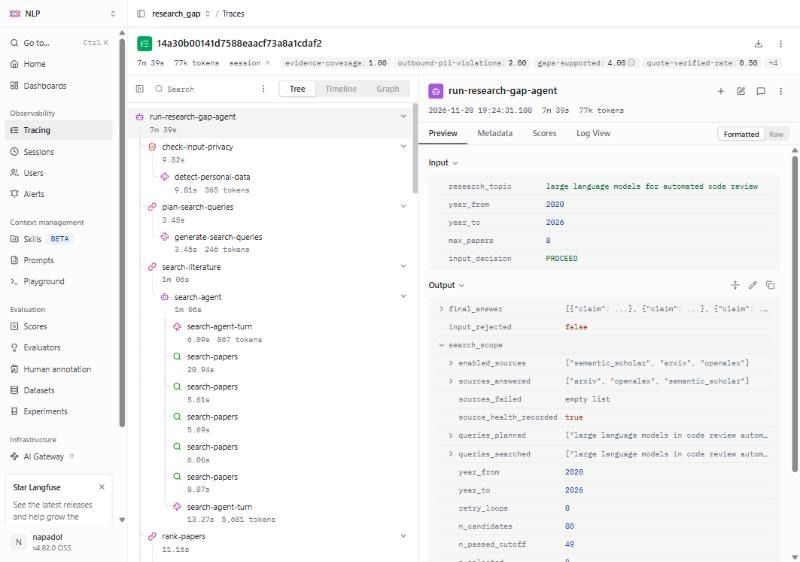 NLP
research_gap / Traces
Go to... Ctrl K
Home
Dashboards
Observability
Tracing
Sessions
Users
Alerts
Context management
Skills BETA
Prompts
Playground
Evaluation
Scores
Evaluators
Human annotation
Datasets
Experiments
Infrastructure
AI Gateway
Star Langfuse
See the latest releases
and help grow the
N napadol
v4.82.0 OSS
14a30b00141d7588eaacf73a8a1cdaf2
7m 39s 77k tokens session evidence-coverage: 1.00 outbound-pii-violations: 2.00 gaps-supported: 4.00 quote-verified-rate: 0.50 +4
Search
Tree Timeline Graph
run-research-gap-agent
7m 39s
check-input-privacy
9.82s
detect-personal-data
9.81s 365 tokens
plan-search-queries
3.45s
generate-search-queries
3.45s 246 tokens
search-literature
1m 06s
search-agent
1m 06s
search-agent-turn
6.09s 867 tokens
search-papers
20.94s
search-papers
5.61s
search-papers
5.69s
search-papers
6.06s
search-papers
8.87s
search-agent-turn
13.27s 5,681 tokens
rank-papers
11.16s
run-research-gap-agent
2026-11-20 19:24:31.100 7m 39s 77k tokens
Preview Metadata Scores Log View
Formatted Raw
Input
research_topic large language models for automated code review
year_from 2020
year_to 2026
max_papers 8
input_decision PROCEED
Output
final_answer [{"claim": ...}, {"claim": ...}, {"claim": ...
input_rejected false
search_scope
enabled_sources ["semantic_scholar", "arxiv", "openalex"]
sources_answered ["arxiv", "openalex", "semantic_scholar"]
sources_failed empty list
source_health_recorded true
queries_planned ["large language models in code review autom...
queries_searched ["large language models in code review autom...
year_from 2020
year_to 2026
retry_loops 0
n_candidates 80
n_passed_cutoff 49